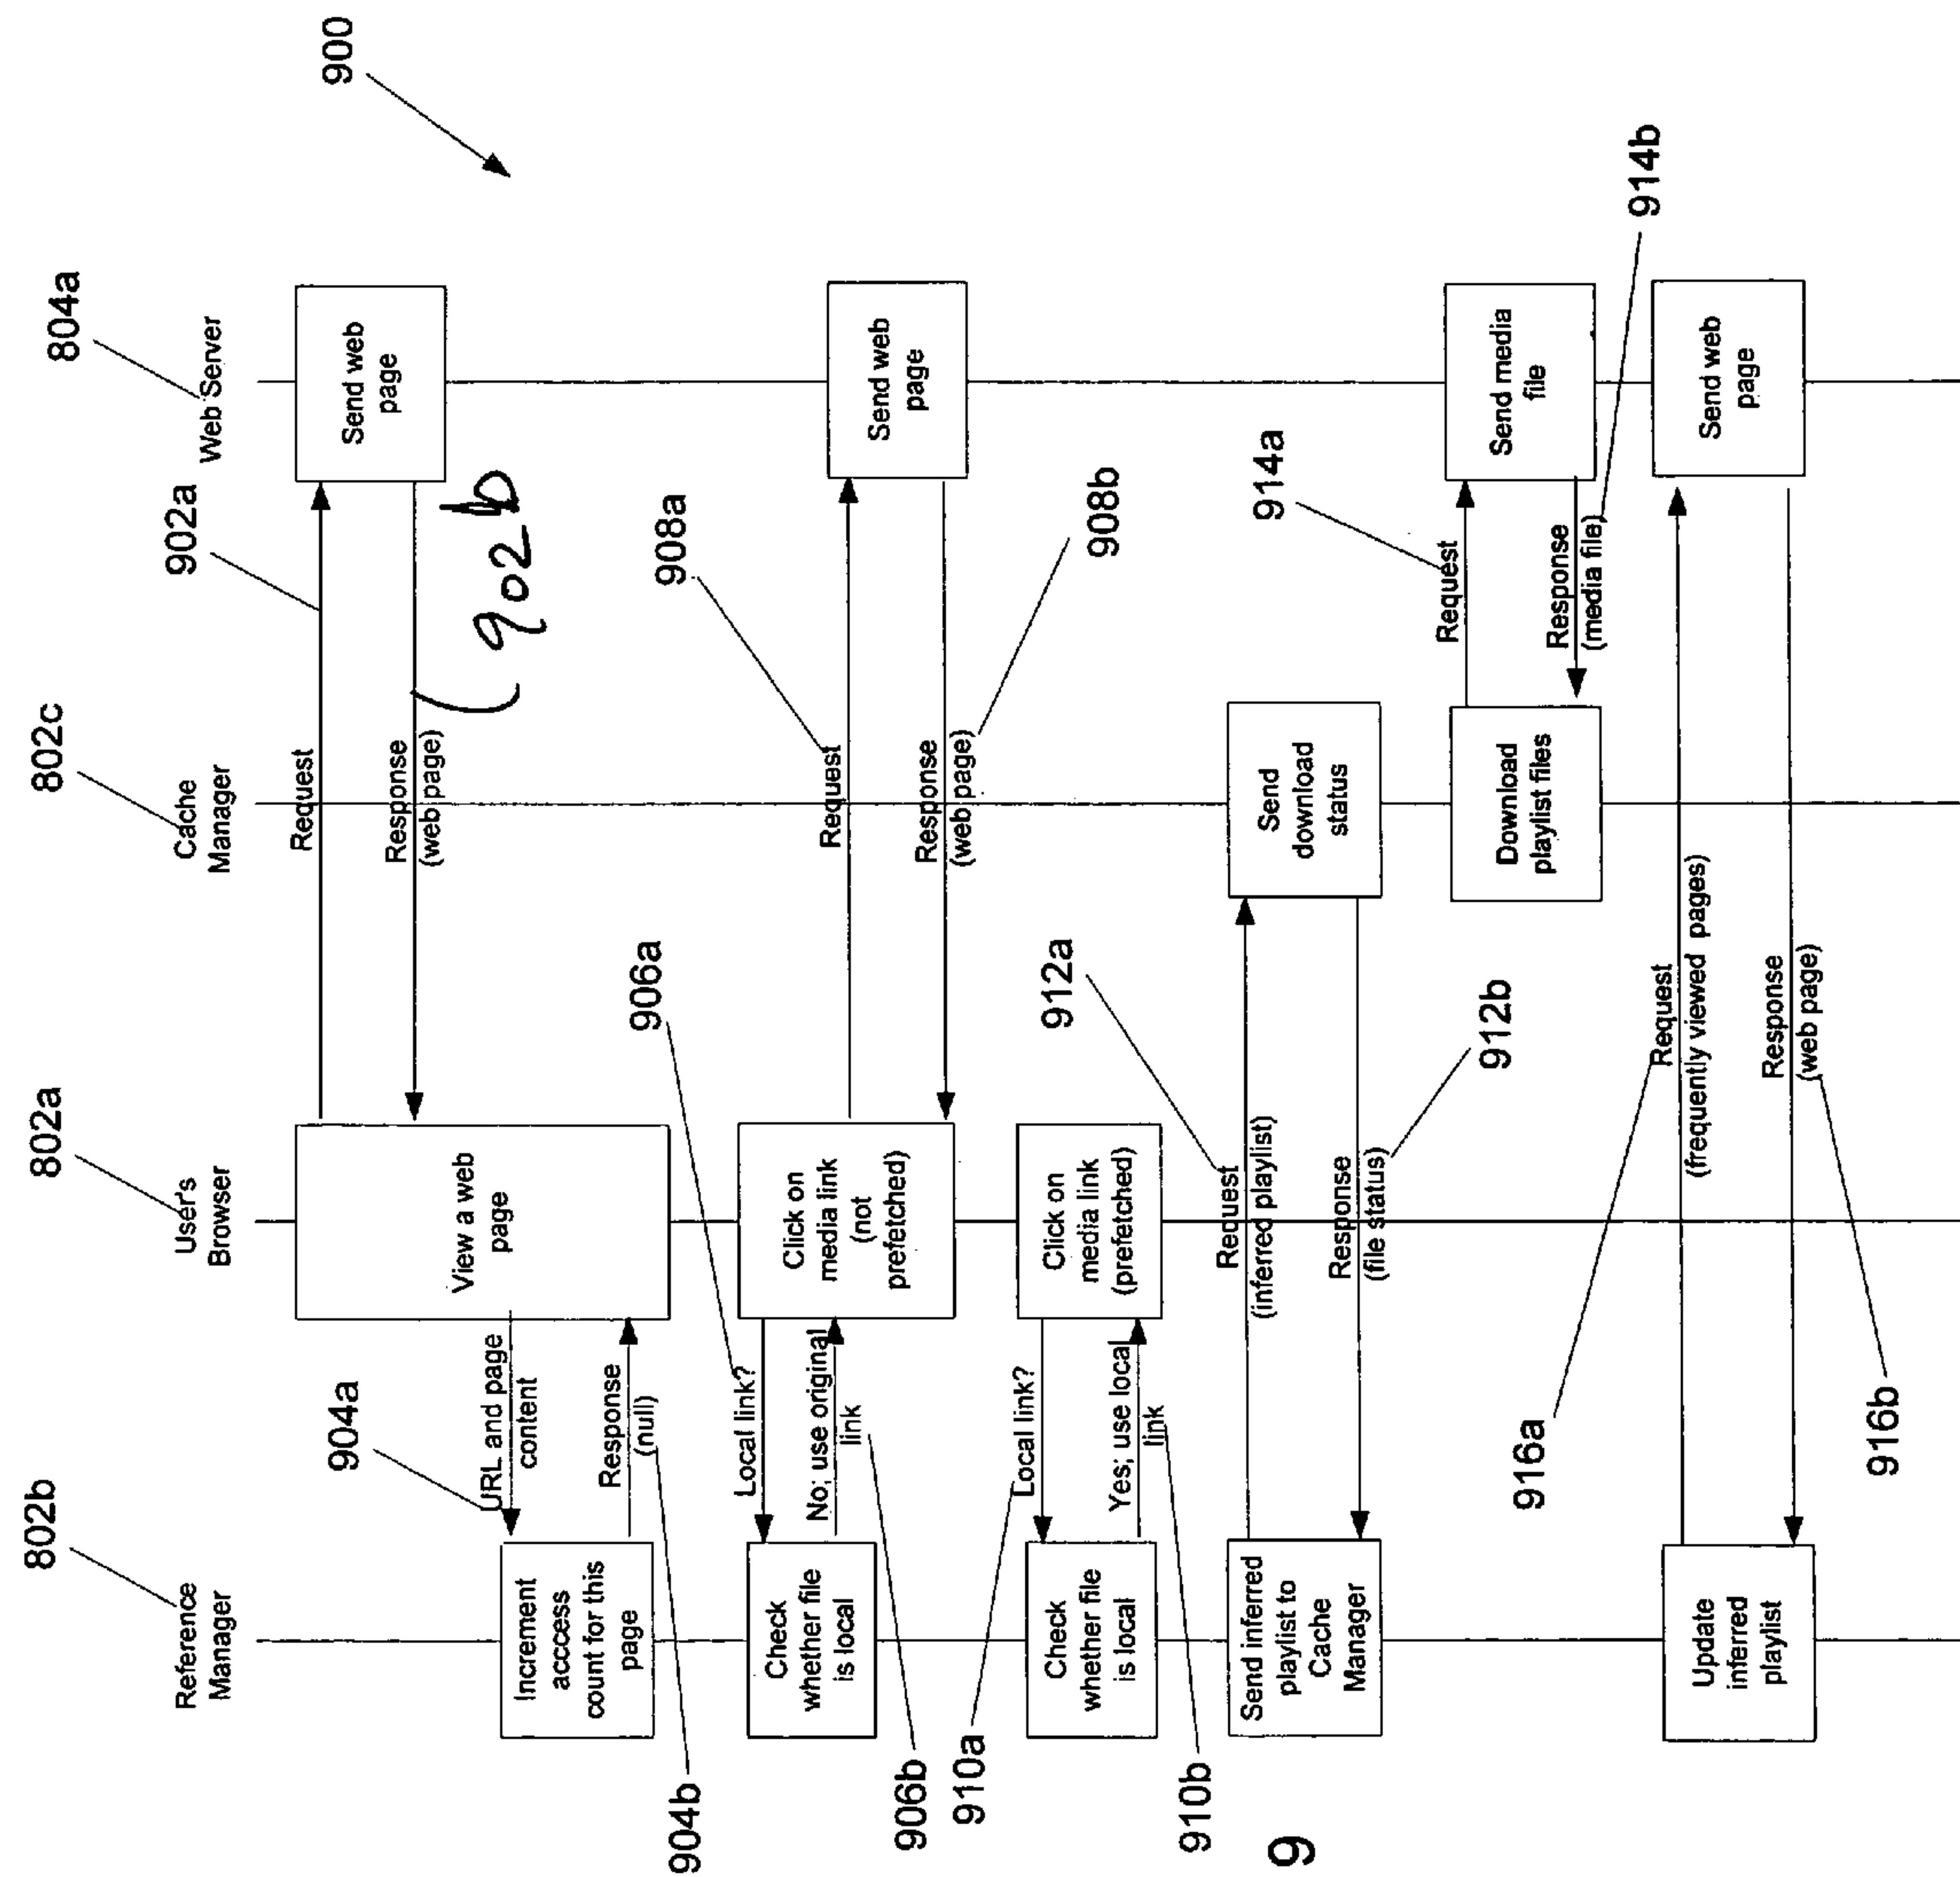 900
804a
Web Server
802c
Cache
Manager
802a
User's
Browser
802b
Reference
Manager
902a
Request
Send web
page
Response
(web page)
902b
View a web
page
904a
URL and page
content
Increment
acccess
count for this
page
Response
(null)
904b
906a
Local link?
Click on
media link
(not
prefetched)
Check
whether file
is local
No; use original
link
906b
908a
Request
Send web
page
Response
(web page)
908b
910a
Local link?
Click on
media link
(prefetched)
Check
whether file
is local
Yes; use local
link
910b
912a
Request
(inferred playlist)
Send inferred
playlist to
Cache
Manager
Send
download
status
Response
(file status)
912b
914a
Request
Send media
file
Download
playlist files
Response
(media file)
914b
916a
Request
(frequently viewed pages)
Send web
page
Update
inferred
playlist
Response
(web page)
916b
9